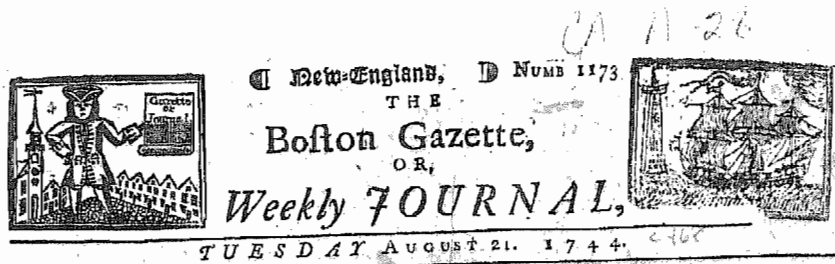 New-England,
NUMB 1173
THE
Boſton Gazette,
OR,
Weekly JOURNAL,
TUESDAY AUGUST 21. 1744.
Gazette
or
Journal